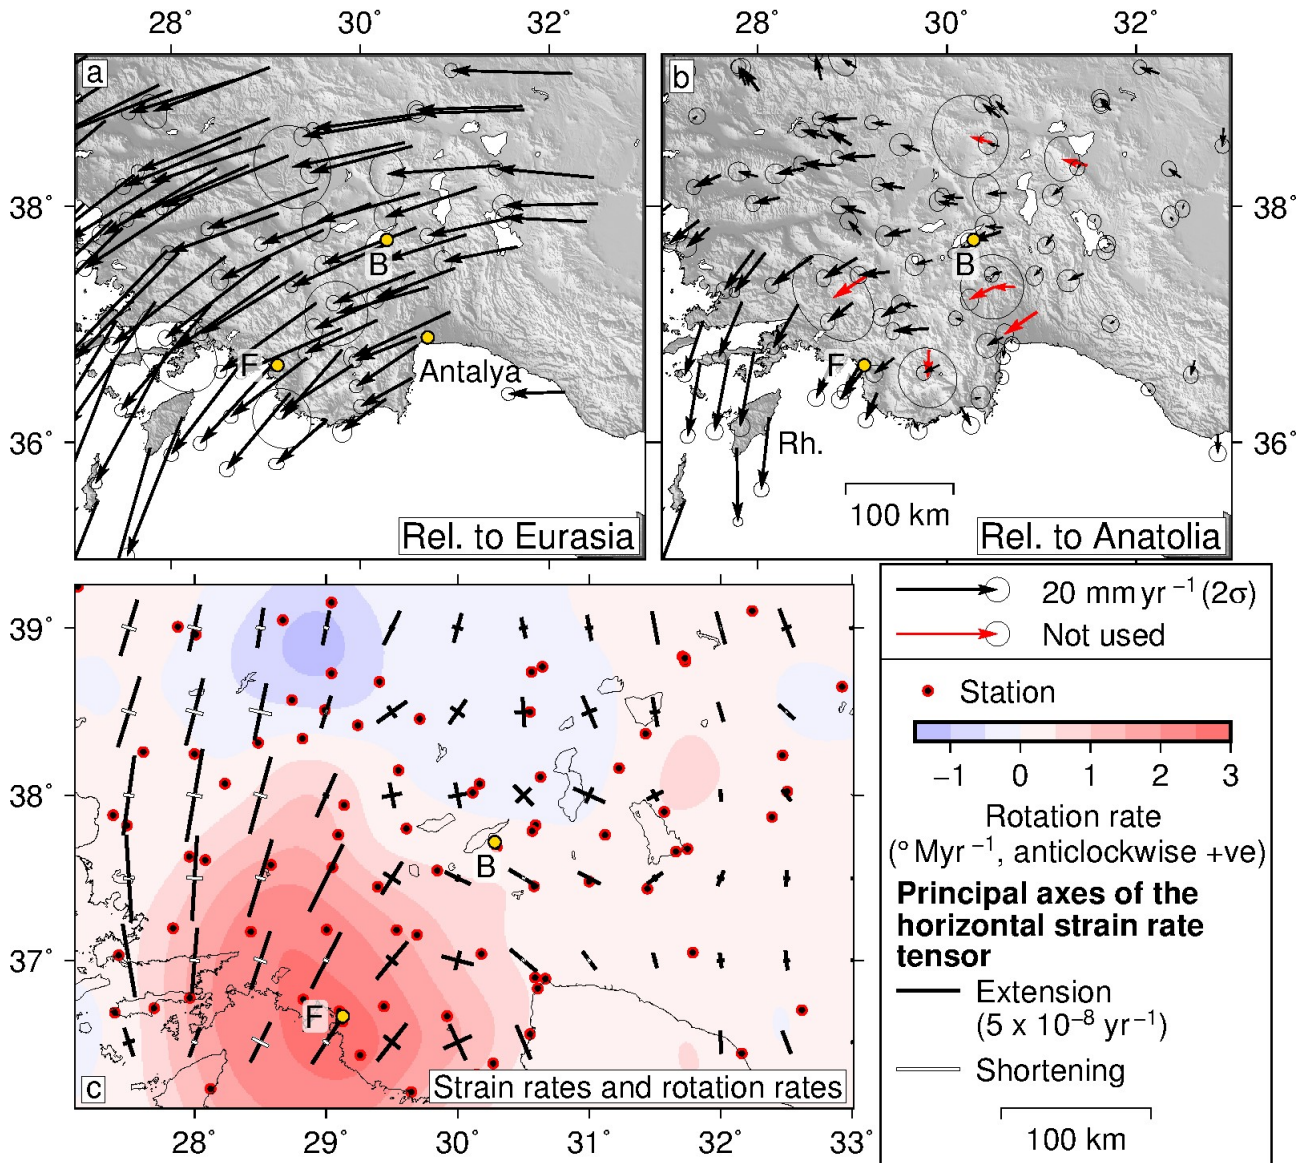 28° 30° 32° 28° 30° 32°
a b
38° 38°
B B
F Antalya F
36° 36°
Rh.
100 km
Rel. to Eurasia Rel. to Anatolia
39°
38°
37°
B
F
c Strain rates and rotation rates
28° 29° 30° 31° 32° 33°
20 mm yr⁻¹ (2σ)
Not used
Station
−1 0 1 2 3
Rotation rate
(° Myr⁻¹, anticlockwise +ve)
Principal axes of the
horizontal strain rate
tensor
Extension
(5 x 10⁻⁸ yr⁻¹)
Shortening
100 km